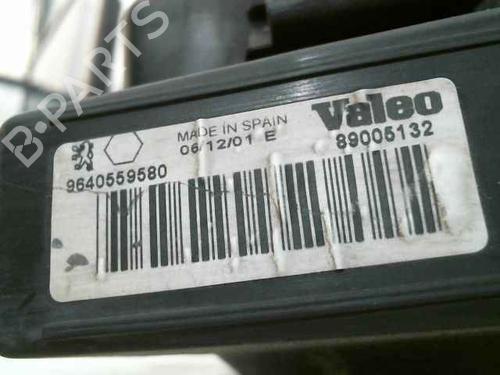 B-PARTS
MADE IN SPAIN
06/12/01 E
Valeo
89005132
9640559580